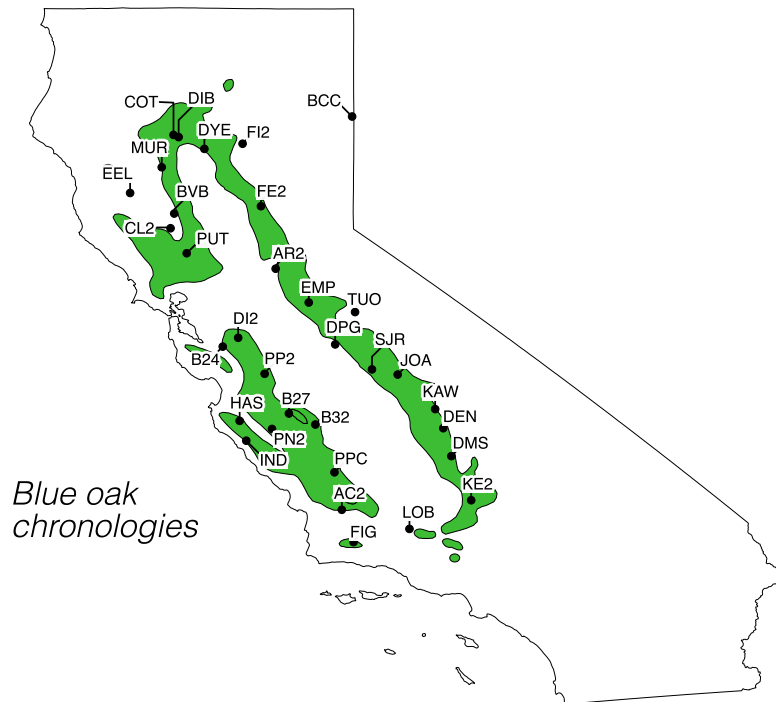 COT
DIB
BCC
DYE
FI2
MUR
EEL
BVB
FE2
CL2
PUT
AR2
EMP
TUO
DI2
DPG
SJR
B24
PP2
JOA
KAW
HAS
B27
B32
DEN
PN2
IND
DMS
PPC
KE2
AC2
LOB
FIG
Blue oak
chronologies